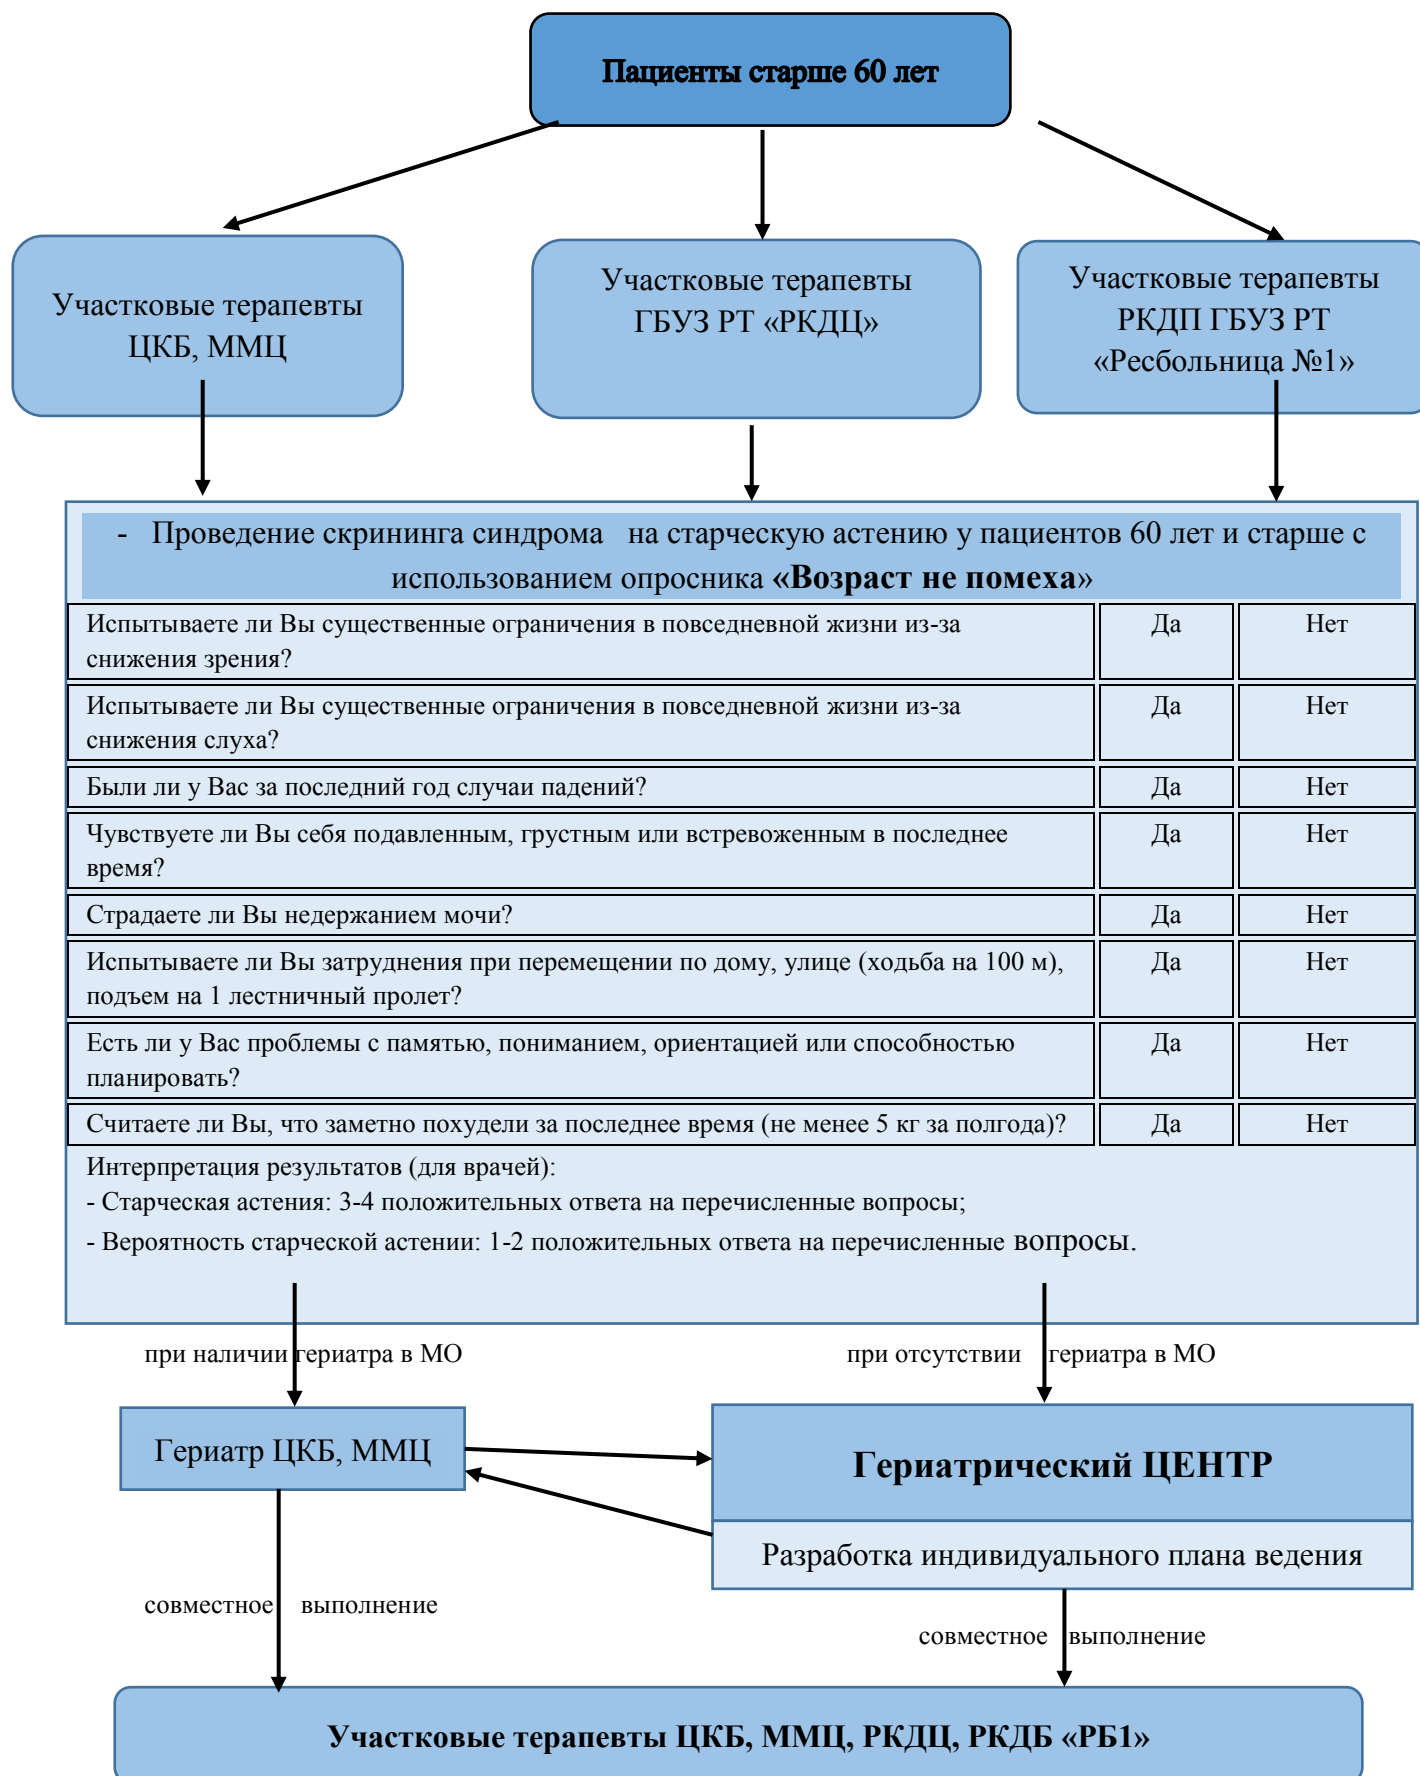 Пациенты старше 60 лет
Участковые терапевты
ЦКБ, ММЦ
Участковые терапевты
ГБУЗ РТ «РКДЦ»
Участковые терапевты
РКДП ГБУЗ РТ
«Ресбольница №1»
- Проведение скрининга синдрома на старческую астению у пациентов 60 лет и старше с
использованием опросника «Возраст не помеха»
Испытываете ли Вы существенные ограничения в повседневной жизни из-за Да Нет
снижения зрения?
Испытываете ли Вы существенные ограничения в повседневной жизни из-за Да Нет
снижения слуха?
Были ли у Вас за последний год случаи падений? Да Нет
Чувствуете ли Вы себя подавленным, грустным или встревоженным в последнее Да Нет
время?
Страдаете ли Вы недержанием мочи? Да Нет
Испытываете ли Вы затруднения при перемещении по дому, улице (ходьба на 100 м), Да Нет
подъем на 1 лестничный пролет?
Есть ли у Вас проблемы с памятью, пониманием, ориентацией или способностью Да Нет
планировать?
Считаете ли Вы, что заметно похудели за последнее время (не менее 5 кг за полгода)? Да Нет
Интерпретация результатов (для врачей):
- Старческая астения: 3-4 положительных ответа на перечисленные вопросы;
- Вероятность старческой астении: 1-2 положительных ответа на перечисленные вопросы.
при наличии гериатра в МО
при отсутствии гериатра в МО
Гериатр ЦКБ, ММЦ
Гериатрический ЦЕНТР
Разработка индивидуального плана ведения
совместное выполнение
совместное выполнение
Участковые терапевты ЦКБ, ММЦ, РКДЦ, РКДБ «РБ1»